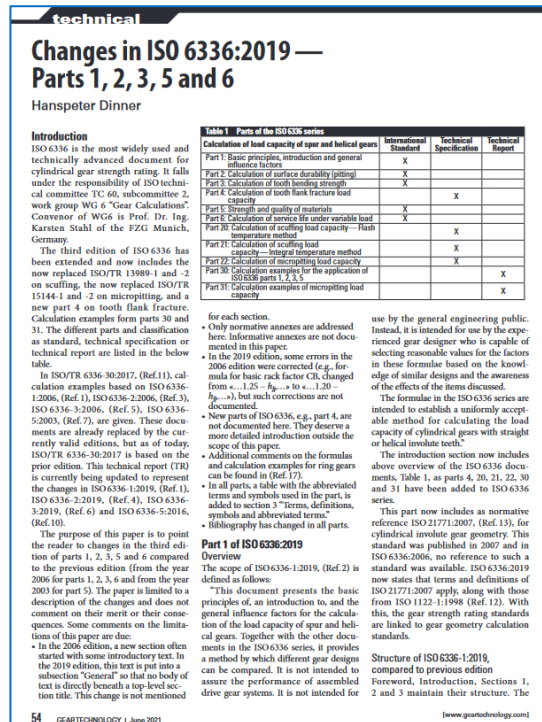 technical
Changes in ISO 6336:2019 —
Parts 1, 2, 3, 5 and 6
Hanspeter Dinner
Introduction
ISO 6336 is the most widely used and
technically advanced document for
cylindrical gear strength rating. It falls
under the responsibility of ISO techni-
cal committee TC 60, subcommittee 2,
work group WG 6 “Gear Calculations”.
Convenor of WG6 is Prof. Dr. Ing.
Karsten Stahl of the FZG Munich,
Germany.
The third edition of ISO 6336 has
been extended and now includes the
now replaced ISO/TR 13989-1 and -2
on scuffing, the now replaced ISO/TR
15144-1 and -2 on micropitting, and a
new part 4 on tooth flank fracture.
Calculation examples form parts 30 and
31. The different parts and classification
as standard, technical specification or
technical report are listed in the below
table.
In ISO/TR 6336-30:2017, (Ref.11), cal-
culation examples based on ISO 6336-
1:2006, (Ref. 1), ISO 6336-2:2006, (Ref.3),
ISO 6336-3:2006, (Ref. 5), ISO 6336-
5:2003, (Ref. 7), are given. These docu-
ments are already replaced by the cur-
rently valid editions, but as of today,
ISO/TR 6336-30:2017 is based on the
prior edition. This technical report (TR)
is currently being updated to represent
the changes in ISO 6336-1:2019, (Ref. 1),
ISO 6336-2:2019, (Ref. 4), ISO 6336-
3:2019, (Ref. 6) and ISO 6336-5:2016,
(Ref. 10).
The purpose of this paper is to point
the reader to changes in the third edi-
tion of parts 1, 2, 3, 5 and 6 compared
to the previous edition (from the year
2006 for parts 1, 2, 3, 6 and from the year
2003 for part 5). The paper is limited to a
description of the changes and does not
comment on their merit or their conse-
quences. Some comments on the limita-
tions of this paper are due:
• In the 2006 edition, a new section often
started with some introductory text. In
the 2019 edition, this text is put into a
subsection “General” so that no body of
text is directly beneath a top-level sec-
tion title. This change is not mentioned
Table 1 Parts of the ISO 6336 series
Calculation of load capacity of spur and helical gears International Standard Technical Specification Technical Report
Part 1: Basic principles, introduction and general influence factors X
Part 2: Calculation of surface durability (pitting) X
Part 3: Calculation of tooth bending strength X
Part 4: Calculation of tooth flank fracture load capacity X
Part 5: Strength and quality of materials X
Part 6: Calculation of service life under variable load X
Part 20: Calculation of scuffing load capacity—Flash temperature method X
Part 21: Calculation of scuffing load capacity—Integral temperature method X
Part 22: Calculation of micropitting load capacity X
Part 30: Calculation examples for the application of ISO 6336 parts 1, 2, 3, 5 X
Part 31: Calculation examples of micropitting load capacity X
for each section.
• Only normative annexes are addressed
here. Informative annexes are not docu-
mented in this paper.
• In the 2019 edition, some errors in the
2006 edition were corrected (e.g., for-
mula for basic rack factor CB, changed
from «…1.25 – hfp…» to «…1.20 –
hfp…»), but such corrections are not
documented.
• New parts of ISO 6336, e.g., part 4, are
not documented here. They deserve a
more detailed introduction outside the
scope of this paper.
• Additional comments on the formulas
and calculation examples for ring gears
can be found in (Ref. 17).
• In all parts, a table with the abbreviated
terms and symbols used in the part, is
added to section 3 “Terms, definitions,
symbols and abbreviated terms.”
• Bibliography has changed in all parts.
Part 1 of ISO 6336:2019
Overview
The scope of ISO 6336-1:2019, (Ref. 2) is
defined as follows:
“This document presents the basic
principles of, an introduction to, and the
general influence factors for the calcula-
tion of the load capacity of spur and heli-
cal gears. Together with the other docu-
ments in the ISO 6336 series, it provides
a method by which different gear designs
can be compared. It is not intended to
assure the performance of assembled
drive gear systems. It is not intended for
use by the general engineering public.
Instead, it is intended for use by the expe-
rienced gear designer who is capable of
selecting reasonable values for the factors
in these formulae based on the knowl-
edge of similar designs and the awareness
of the effects of the items discussed.
The formulae in the ISO 6336 series are
intended to establish a uniformly accept-
able method for calculating the load
capacity of cylindrical gears with straight
or helical involute teeth.”
The introduction section now includes
above overview of the ISO 6336 docu-
ments, Table 1, as parts 4, 20, 21, 22, 30
and 31 have been added to ISO 6336
series.
This part now includes as normative
reference ISO 21771:2007, (Ref. 13), for
cylindrical involute gear geometry. This
standard was published in 2007 and in
ISO 6336:2006, no reference to such a
standard was available. ISO 6336:2019
now states that terms and definitions of
ISO 21771:2007 apply, along with those
from ISO 1122-1:1998 (Ref. 12). With
this, the gear strength rating standards
are linked to gear geometry calculation
standards.
Structure of ISO 6336-1:2019,
compared to previous edition
Foreword, Introduction, Sections 1,
2 and 3 maintain their structure. The
54 GEARTECHNOLOGY | June 2021
[www.geartechnology.com]